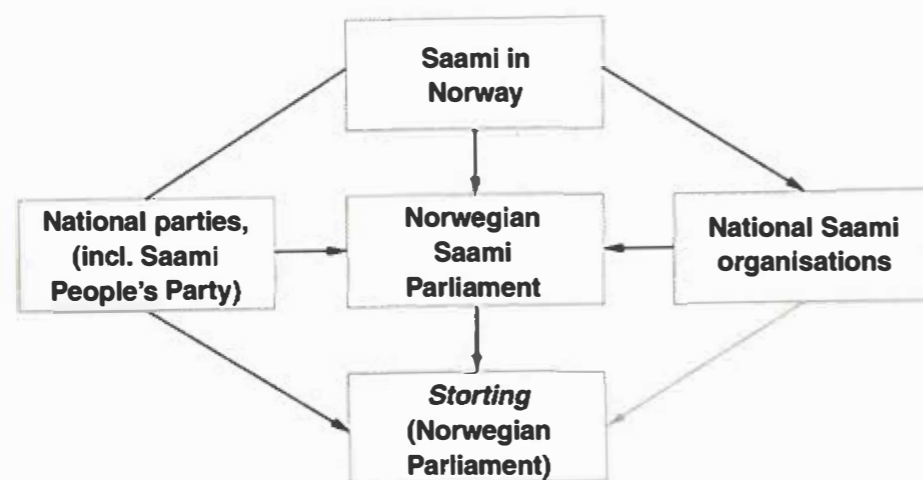 Saami in
Norway
National parties,
(incl. Saami
People's Party)
Norwegian
Saami
Parliament
National Saami
organisations
Storting
(Norwegian
Parliament)